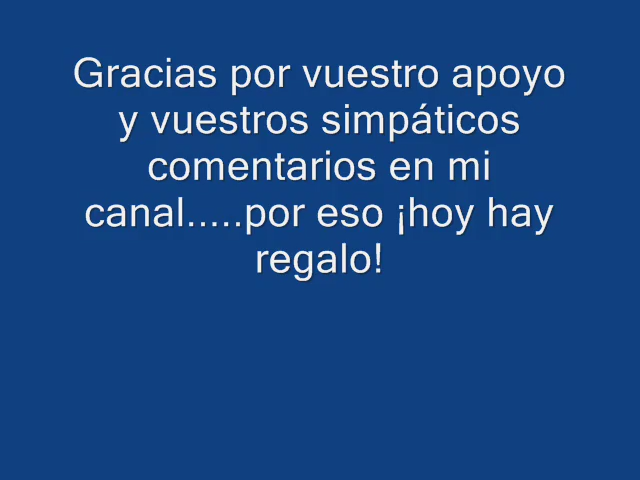 Gracias por vuestro apoyo
y vuestros simpáticos
comentarios en mi
canal.....por eso ¡hoy hay
regalo!